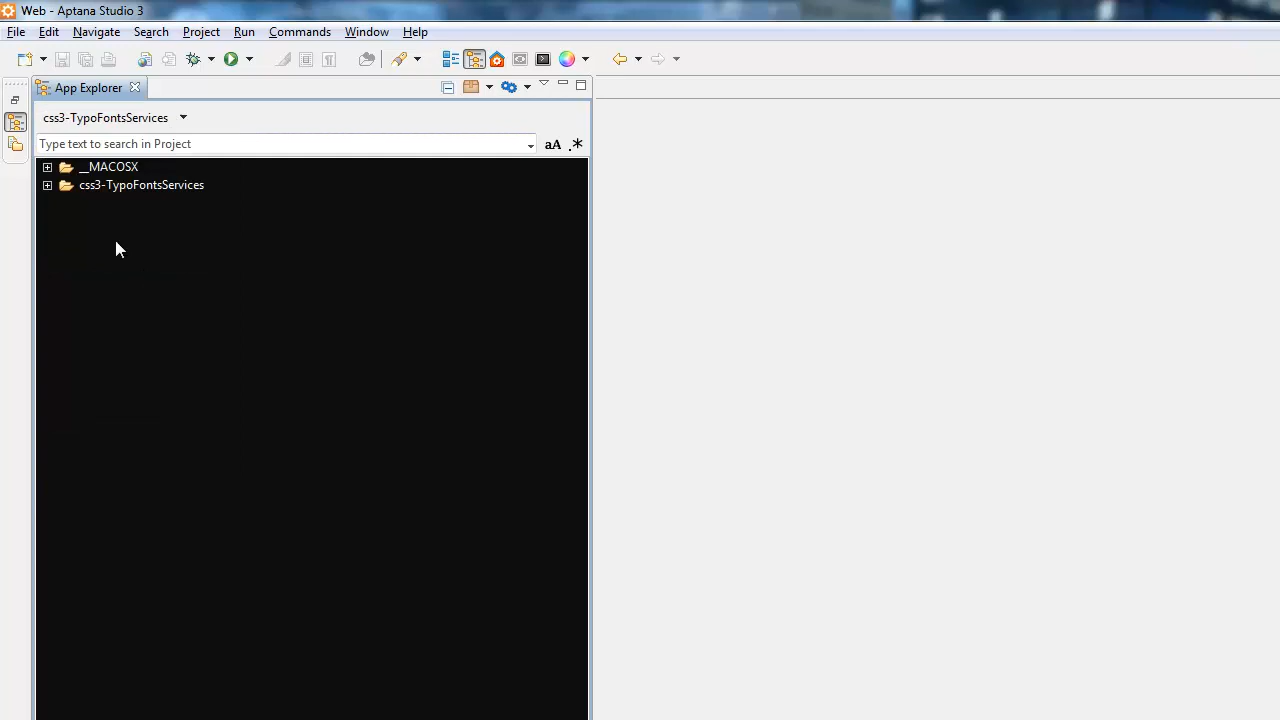 Web - Aptana Studio 3
File Edit Navigate Search Project Run Commands Window Help
App Explorer
css3-TypoFontsServices
Type text to search in Project aA .*
__MACOSX
css3-TypoFontsServices